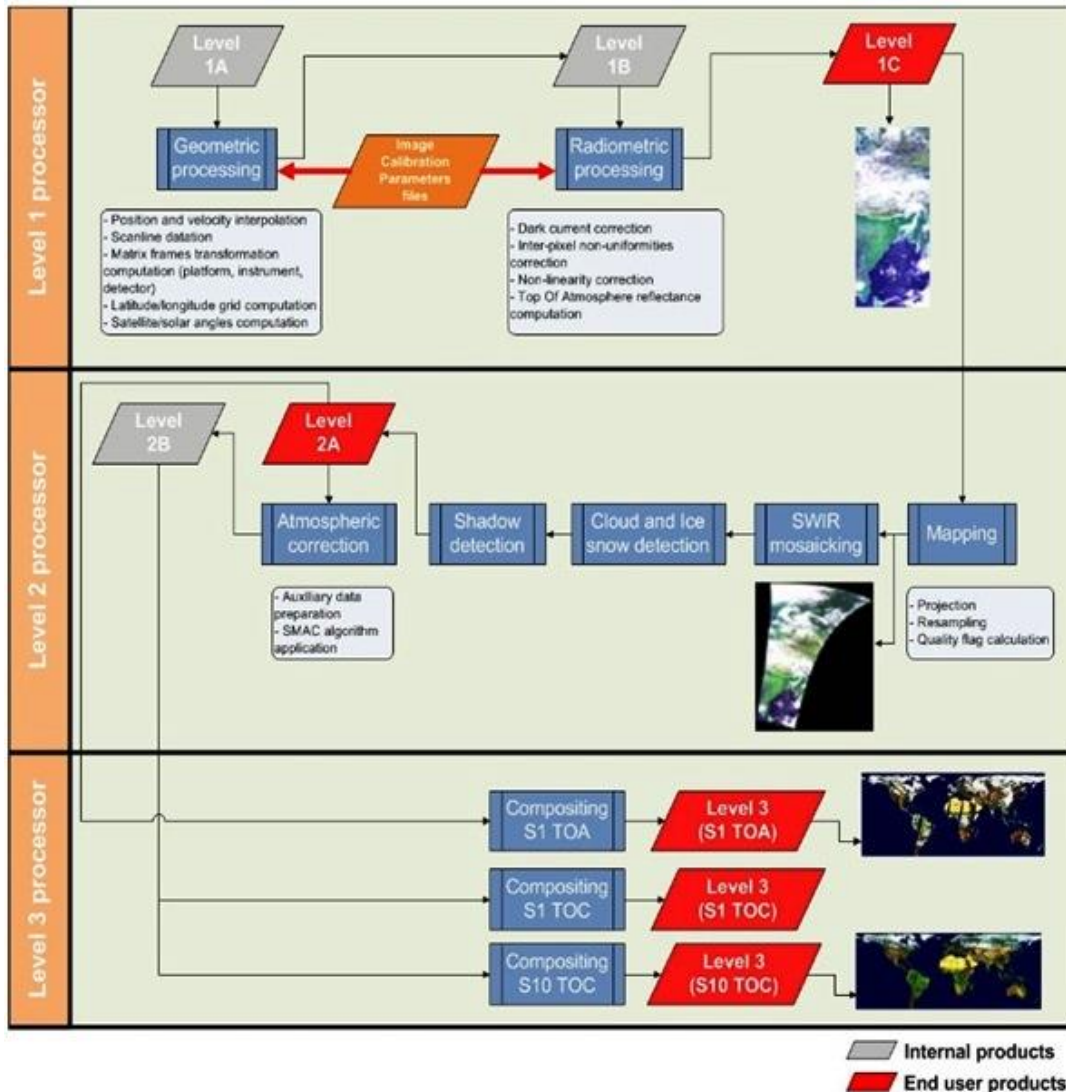 Level 1 processor
Level
1A
Level
1B
Level
1C
Geometric
processing
Image
Calibration
Parameters
files
Radiometric
processing
- Position and velocity interpolation
- Scanline datation
- Matrix frames transformation
computation (platform, instrument,
detector)
- Latitude/longitude grid computation
- Satellite/solar angles computation
- Dark current correction
- Inter-pixel non-uniformities
correction
- Non-linearity correction
- Top Of Atmosphere reflectance
computation
Level 2 processor
Level
2B
Level
2A
Atmospheric
correction
Shadow
detection
Cloud and Ice
snow detection
SWIR
mosaicking
Mapping
- Auxiliary data
preparation
- SMAC algorithm
application
- Projection
- Resampling
- Quality flag calculation
Level 3 processor
Compositing
S1 TOA
Level 3
(S1 TOA)
Compositing
S1 TOC
Level 3
(S1 TOC)
Compositing
S10 TOC
Level 3
(S10 TOC)
Internal products
End user products